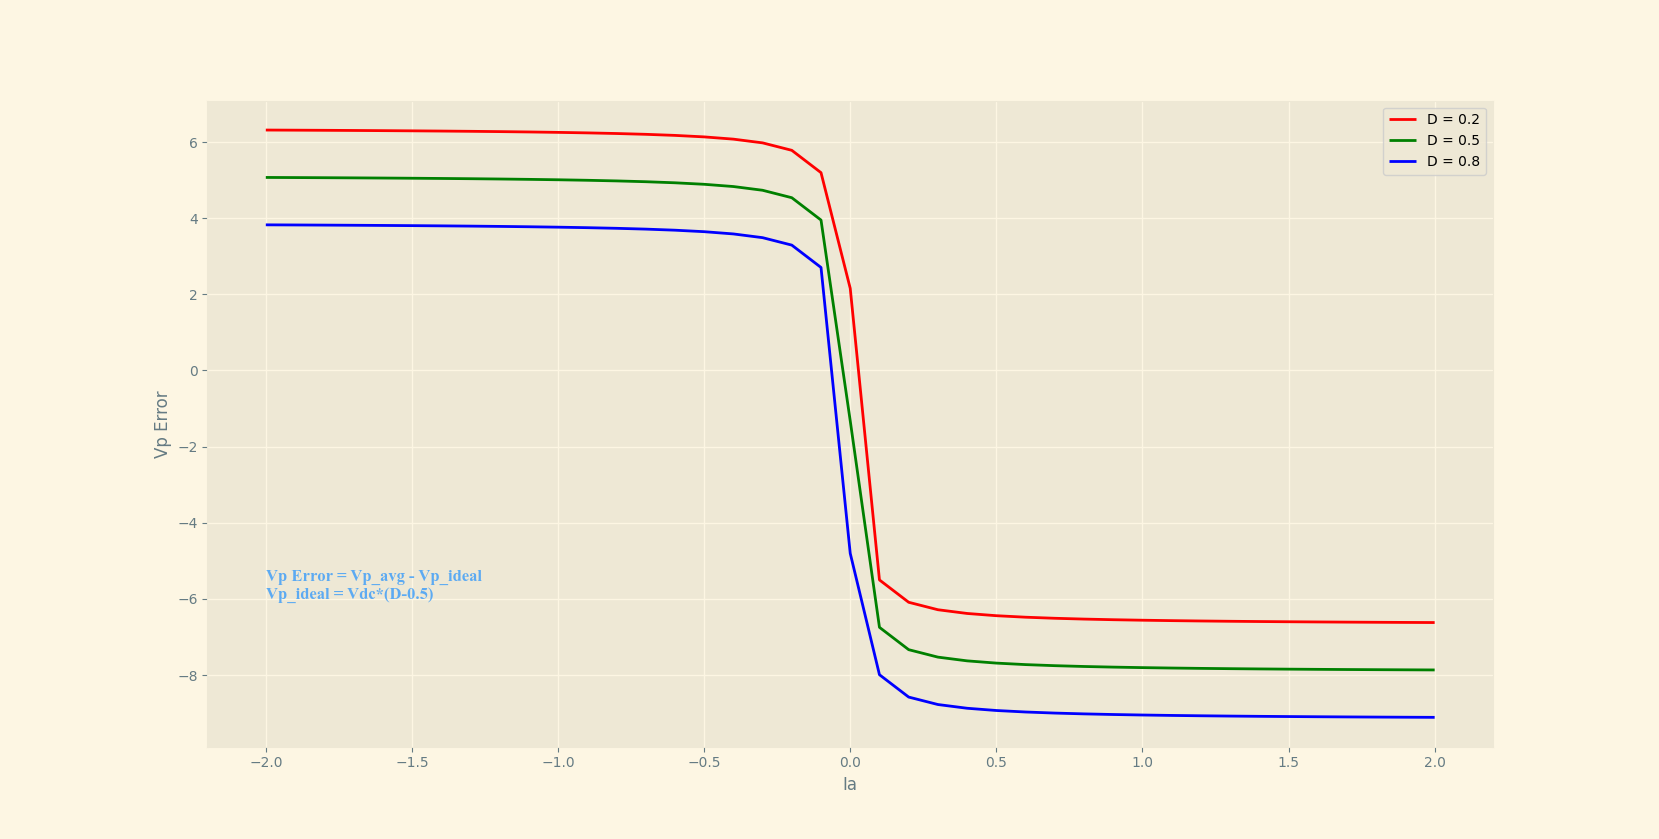 D = 0.2
D = 0.5
D = 0.8
6
4
2
0
−2
−4
−6
−8
Vp Error
Vp Error = Vp_avg - Vp_ideal
Vp_ideal = Vdc*(D-0.5)
−2.0 −1.5 −1.0 −0.5 0.0 0.5 1.0 1.5 2.0
Ia